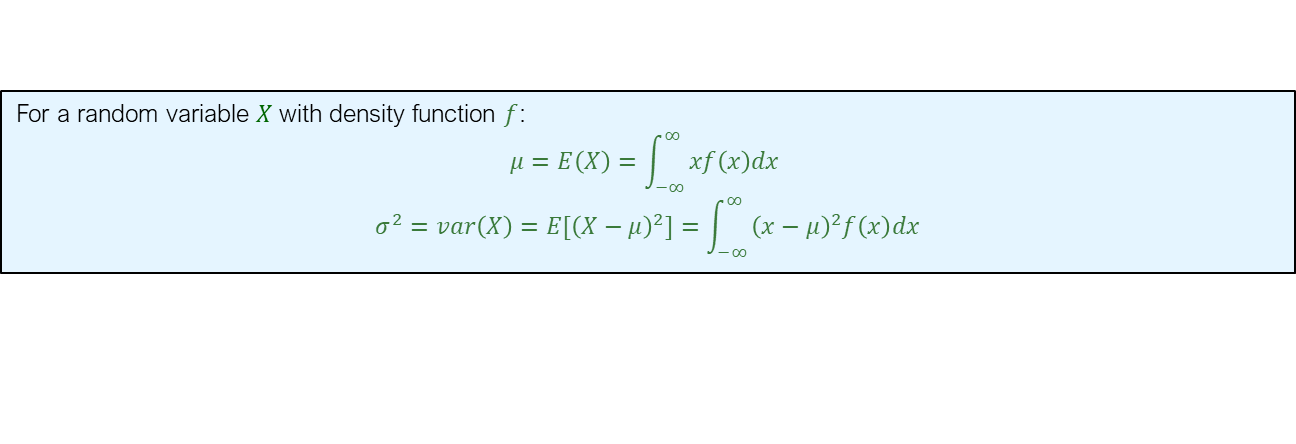 For a random variable X with density function f:
μ = E(X) = ∫_{-∞}^{∞} xf(x)dx
σ² = var(X) = E[(X − μ)²] = ∫_{-∞}^{∞} (x − μ)²f(x)dx